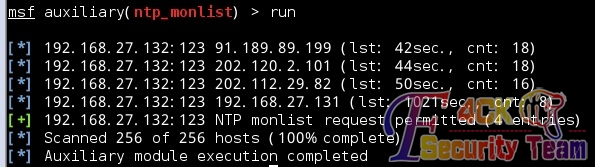 msf auxiliary(ntp_monlist) > run
[*] 192.168.27.132:123 91.189.89.199 (lst: 42sec., cnt: 18)
[*] 192.168.27.132:123 202.120.2.101 (lst: 44sec., cnt: 18)
[*] 192.168.27.132:123 202.112.29.82 (lst: 50sec., cnt: 16)
[*] 192.168.27.132:123 192.168.27.131 (lst: 1021sec., cnt: 8)
[+] 192.168.27.132:123 NTP monlist request permitted (4 entries)
[*] Scanned 256 of 256 hosts (100% complete)
[*] Auxiliary module execution completed
Security Team